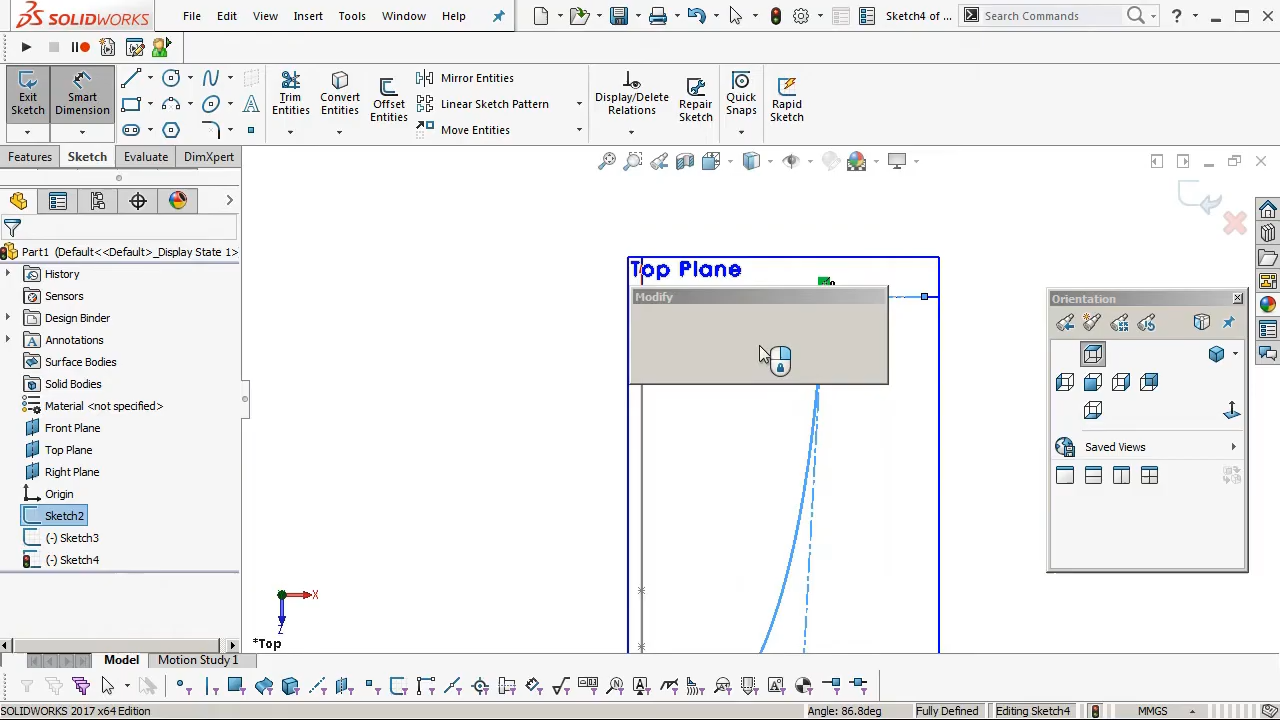 SOLIDWORKS
File Edit View Insert Tools Window Help
Sketch4 of ...
Search Commands
?
Exit Sketch
Smart Dimension
Trim Entities
Convert Entities
Offset Entities
Mirror Entities
Linear Sketch Pattern
Move Entities
Display/Delete Relations
Repair Sketch
Quick Snaps
Rapid Sketch
Features Sketch Evaluate DimXpert
Part1 (Default<<Default>_Display State 1>
History
Sensors
Design Binder
Annotations
Surface Bodies
Solid Bodies
Material <not specified>
Front Plane
Top Plane
Right Plane
Origin
Sketch2
(-) Sketch3
(-) Sketch4
Top Plane
Modify
Orientation
Saved Views
X
Z
*Top
Model Motion Study 1
SOLIDWORKS 2017 x64 Edition
Angle: 86.8deg Fully Defined Editing Sketch4 MMGS